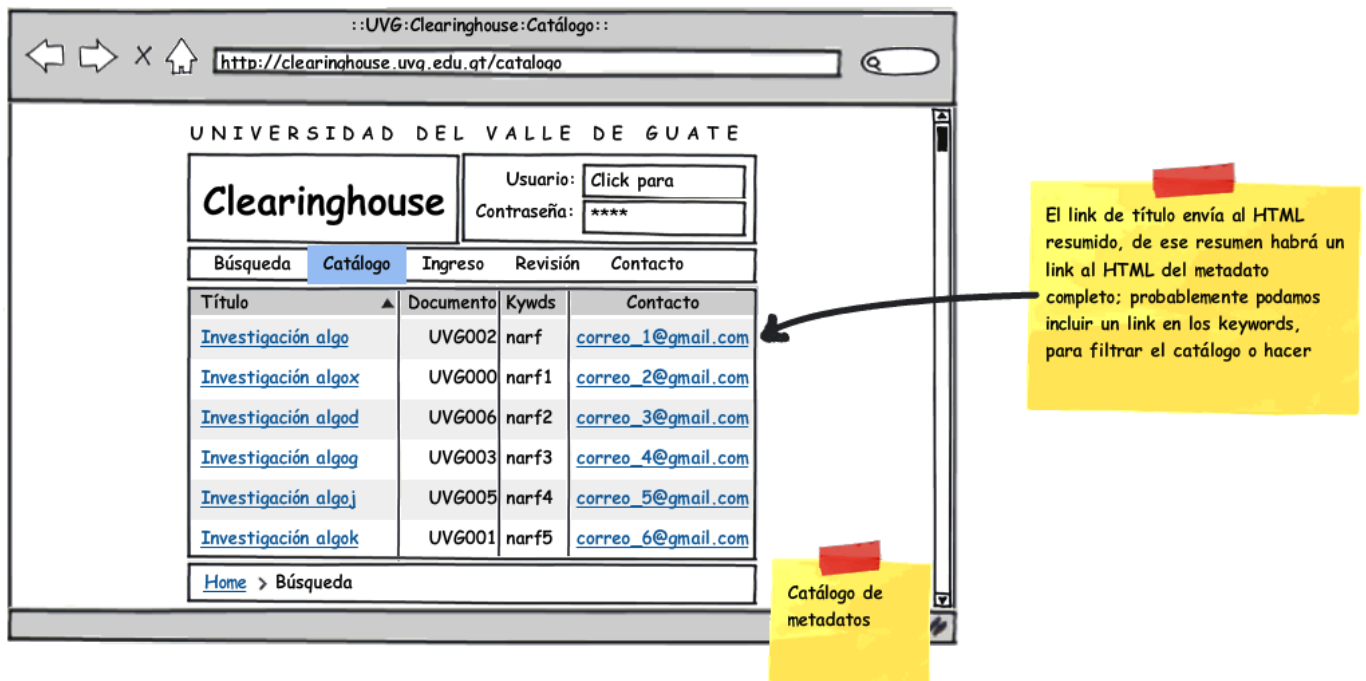 ::UVG:Clearinghouse:Catálogo::
http://clearinghouse.uvg.edu.gt/catalogo
UNIVERSIDAD DEL VALLE DE GUATE
Clearinghouse
Usuario: Click para
Contraseña: ****
Búsqueda Catálogo Ingreso Revisión Contacto
Título Documento Kywds Contacto
Investigación algo UVG002 narf correo_1@gmail.com
Investigación algox UVG000 narf1 correo_2@gmail.com
Investigación algod UVG006 narf2 correo_3@gmail.com
Investigación algog UVG003 narf3 correo_4@gmail.com
Investigación algoj UVG005 narf4 correo_5@gmail.com
Investigación algok UVG001 narf5 correo_6@gmail.com
Home > Búsqueda
El link de título envía al HTML
resumido, de ese resumen habrá un
link al HTML del metadato
completo; probablemente podamos
incluir un link en los keywords,
para filtrar el catálogo o hacer
Catálogo de
metadatos